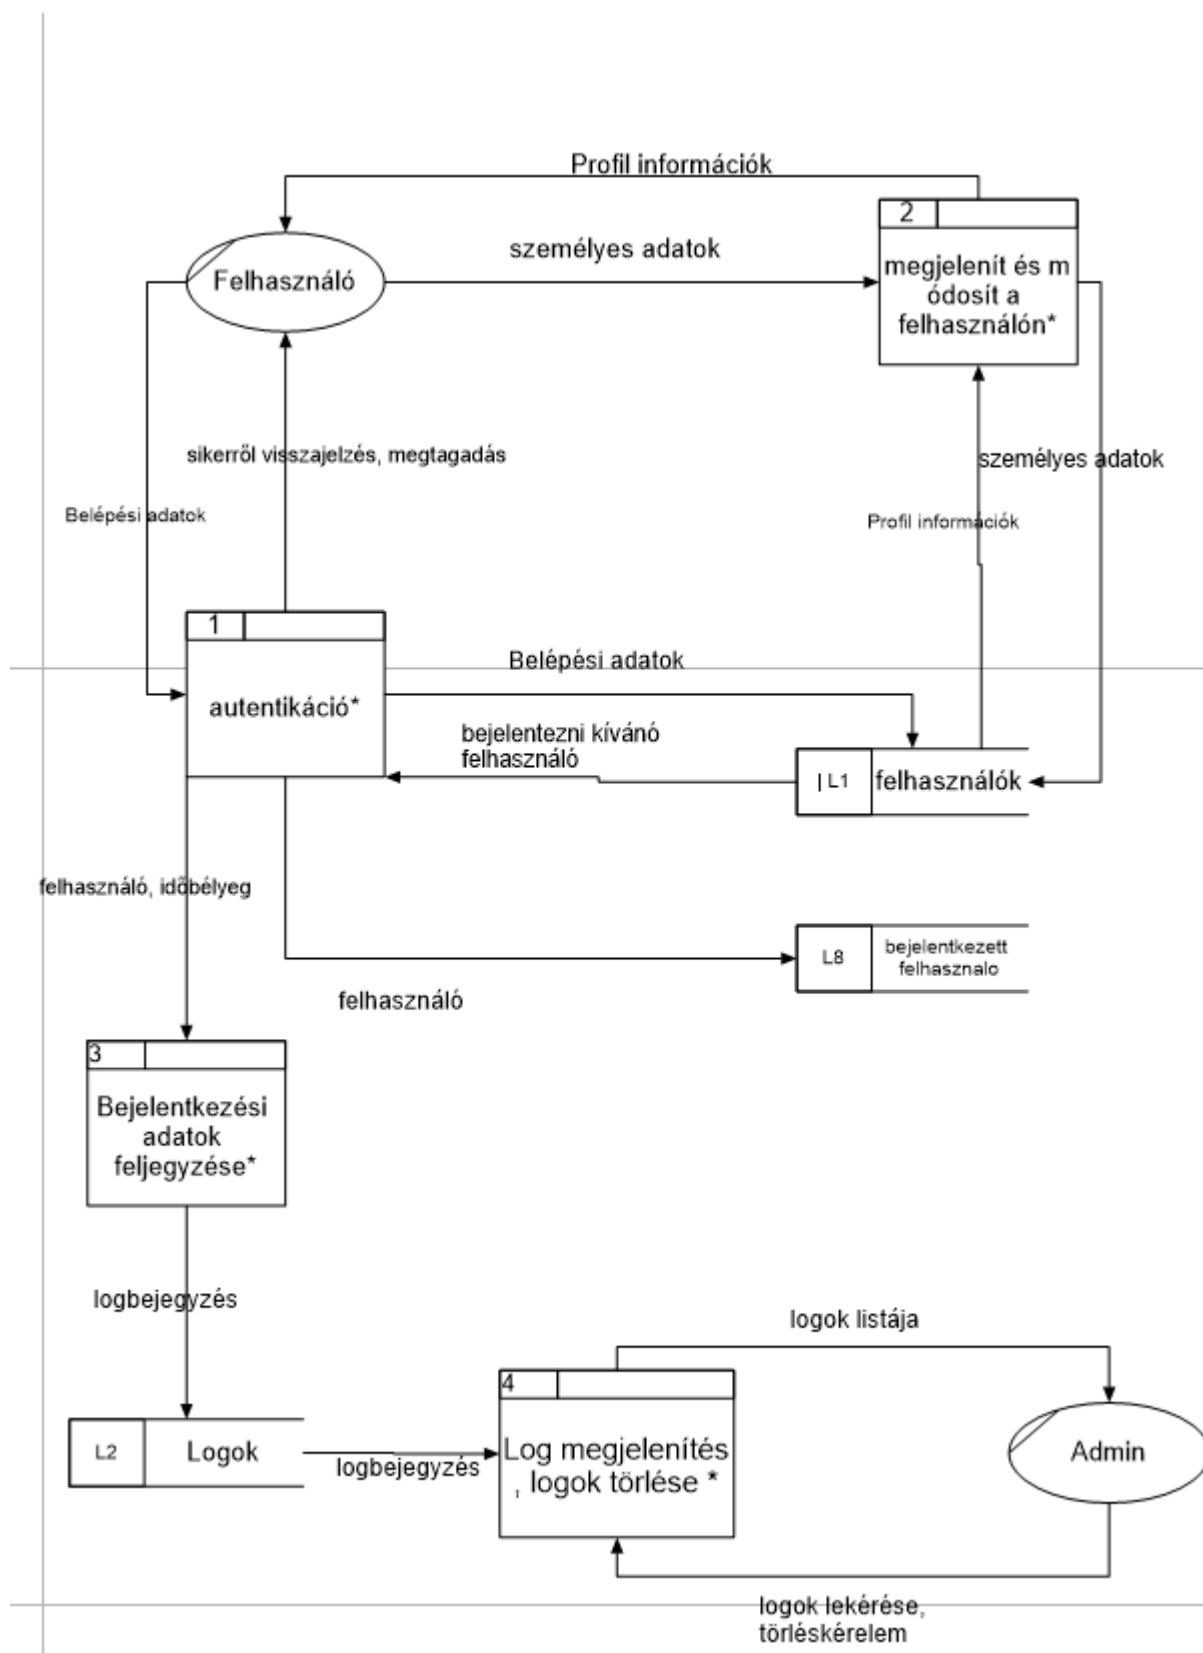 Profil információk
2
személyes adatok
Felhasználó
megjelenít és m
ódosít a
felhasználón*
sikerről visszajelzés, megtagadás
személyes adatok
Belépési adatok
Profil információk
1
Belépési adatok
autentikáció*
bejelentezni kívánó
felhasználó
| L1
felhasználók
felhasználó, időbélyeg
L8
bejelentkezett
felhasznalo
felhasználó
3
Bejelentkezési
adatok
feljegyzése*
logbejegyzés
logok listája
4
L2
Logok
logbejegyzés
Log megjelenítés
, logok törlése *
Admin
logok lekérése,
törléskérelem